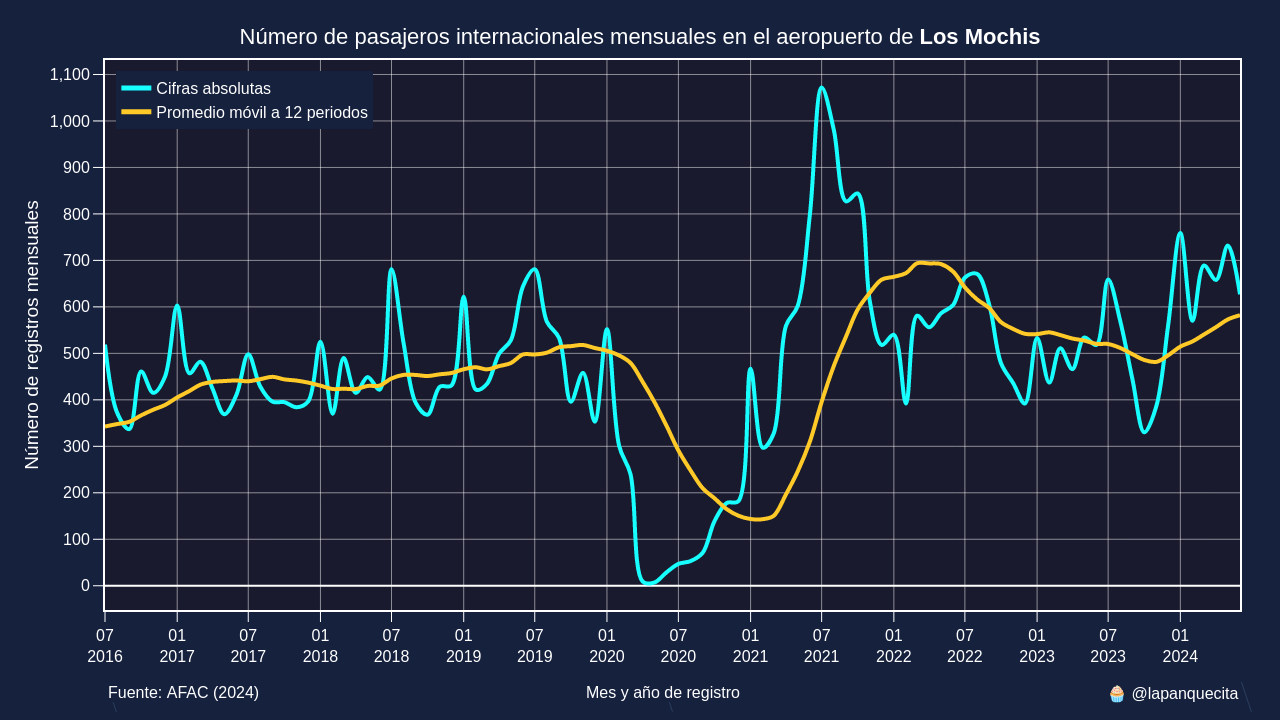 Número de pasajeros internacionales mensuales en el aeropuerto de Los Mochis
Cifras absolutas
Promedio móvil a 12 periodos
Número de registros mensuales
1,100
1,000
900
800
700
600
500
400
300
200
100
0
07 01 07 01 07 01 07 01 07 01 07 01 07 01 07 01
2016 2017 2017 2018 2018 2019 2019 2020 2020 2021 2021 2022 2022 2023 2023 2024
Fuente: AFAC (2024)
Mes y año de registro
🧁 @lapanquecita